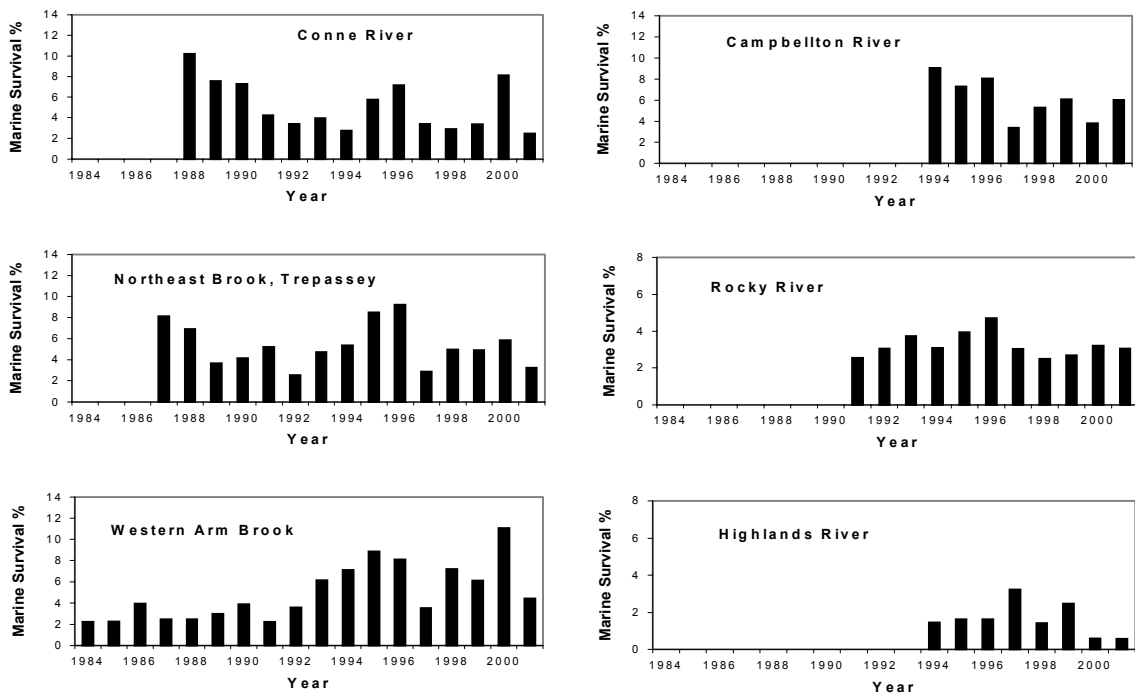 Conne River
Marine Survival %
14
12
10
8
6
4
2
0
1984 1986 1988 1990 1992 1994 1996 1998 2000
Year
Campbellton River
Marine Survival %
14
12
10
8
6
4
2
0
1984 1986 1988 1990 1992 1994 1996 1998 2000
Year
Northeast Brook, Trepassey
Marine Survival %
14
12
10
8
6
4
2
0
1984 1986 1988 1990 1992 1994 1996 1998 2000
Year
Rocky River
Marine Survival %
8
6
4
2
0
1984 1986 1988 1990 1992 1994 1996 1998 2000
Year
Western Arm Brook
Marine Survival %
14
12
10
8
6
4
2
0
1984 1986 1988 1990 1992 1994 1996 1998 2000
Year
Highlands River
Marine Survival %
8
6
4
2
0
1984 1986 1988 1990 1992 1994 1996 1998 2000
Year